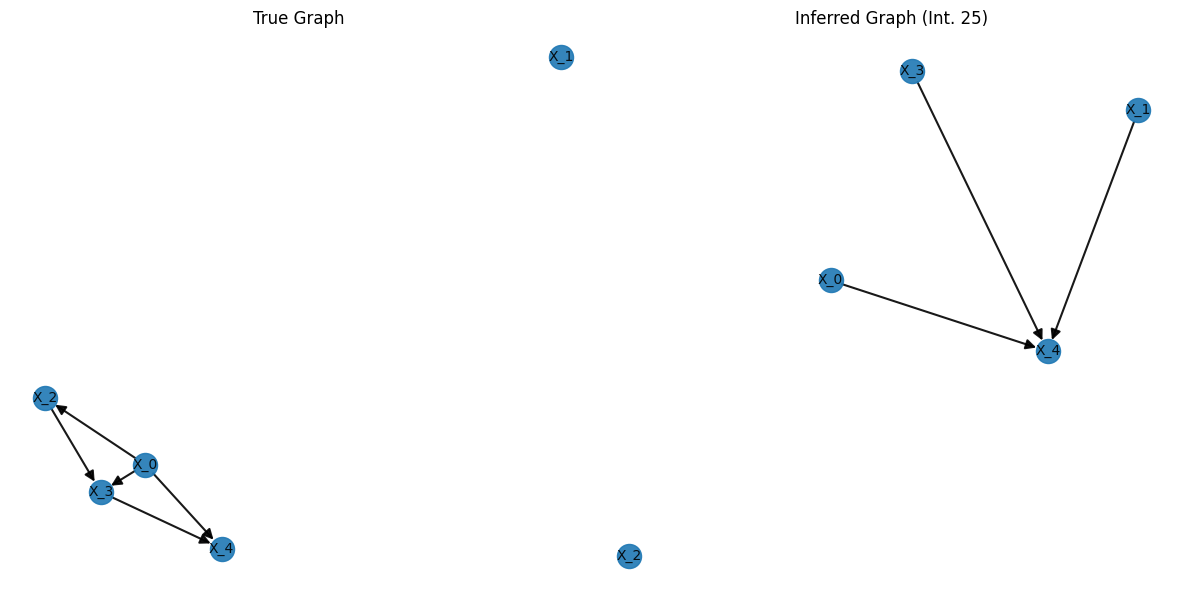 True Graph
X_1
X_2
X_0
X_3
X_4
Inferred Graph (Int. 25)
X_3
X_1
X_0
X_4
X_2